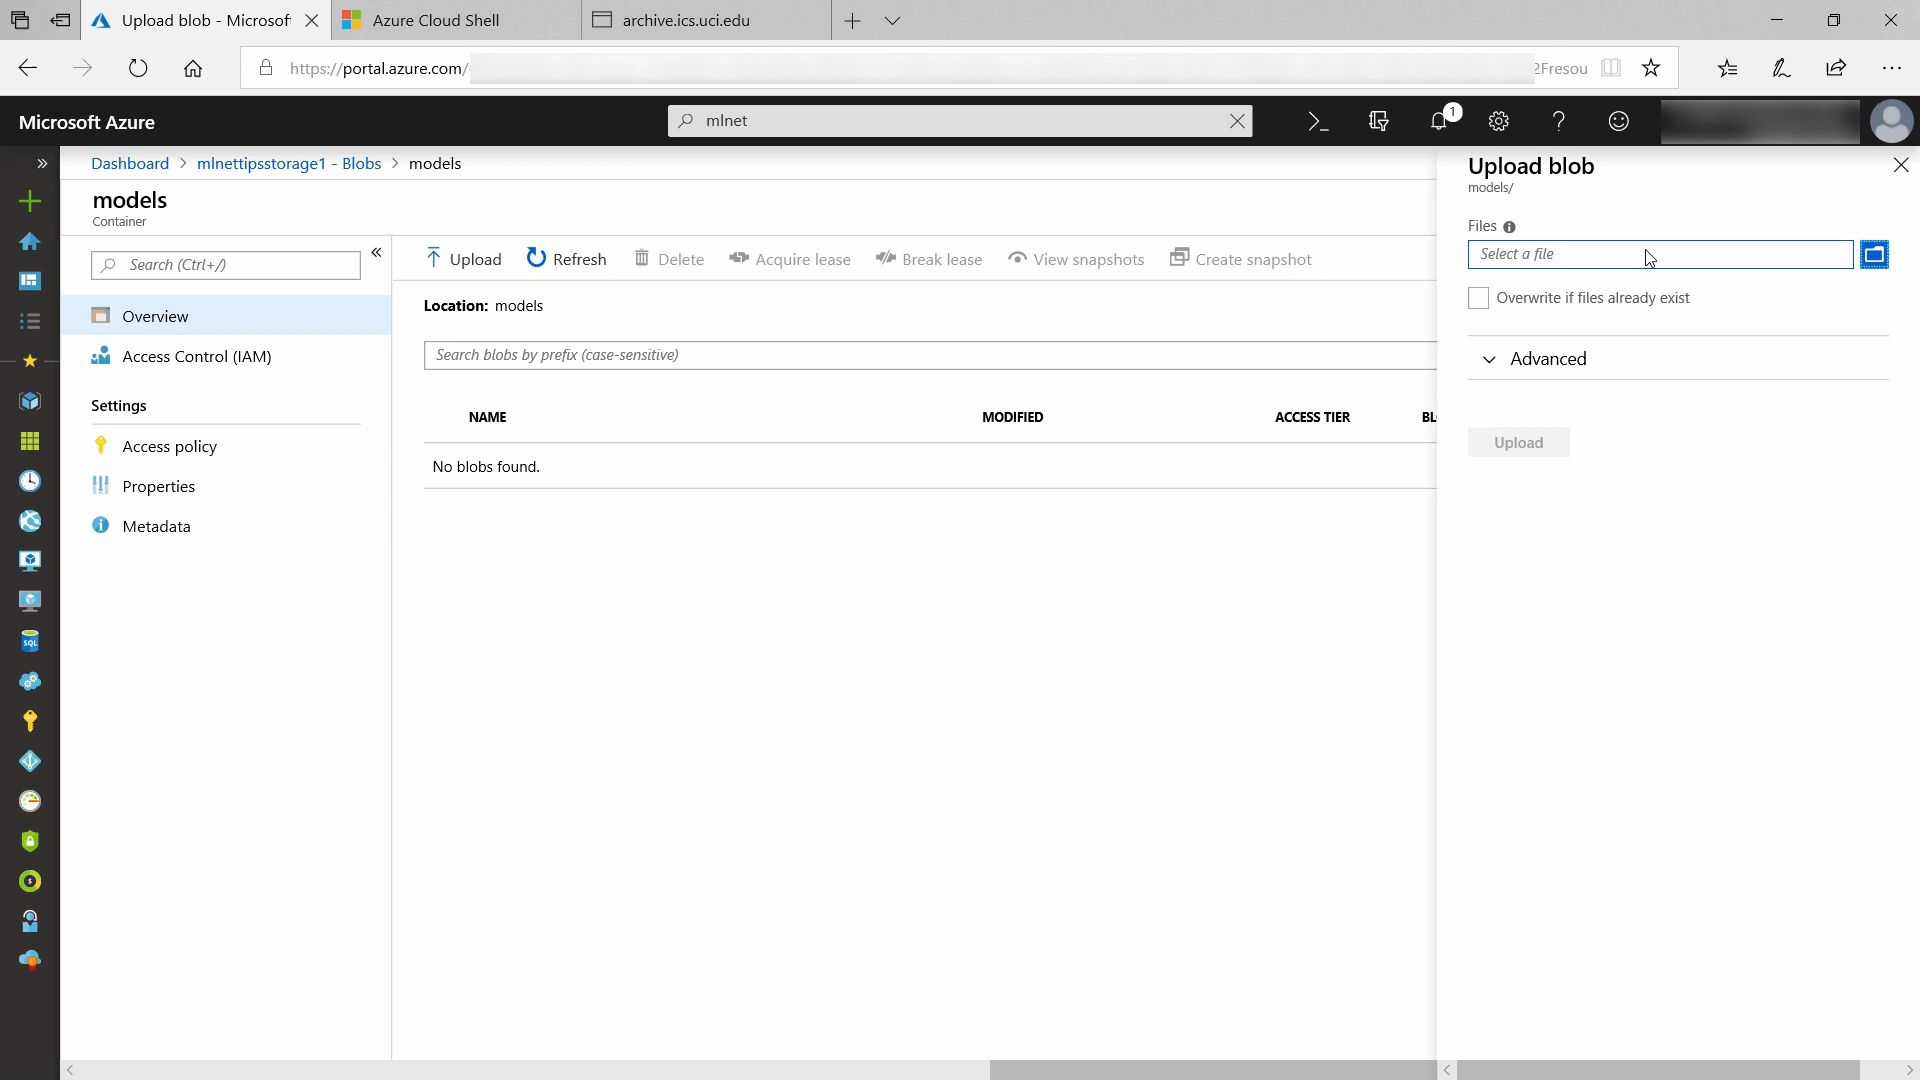 Upload blob - Microsof
Azure Cloud Shell
archive.ics.uci.edu
https://portal.azure.com/
2Fresou
Microsoft Azure
mlnet
1
Dashboard > mlnettipsstorage1 - Blobs > models
models
Container
Search (Ctrl+/)
Overview
Access Control (IAM)
Settings
Access policy
Properties
Metadata
Upload Refresh Delete Acquire lease Break lease View snapshots Create snapshot
Location: models
Search blobs by prefix (case-sensitive)
NAME MODIFIED ACCESS TIER BL
No blobs found.
Upload blob
models/
Files
Select a file
Overwrite if files already exist
Advanced
Upload
SQL